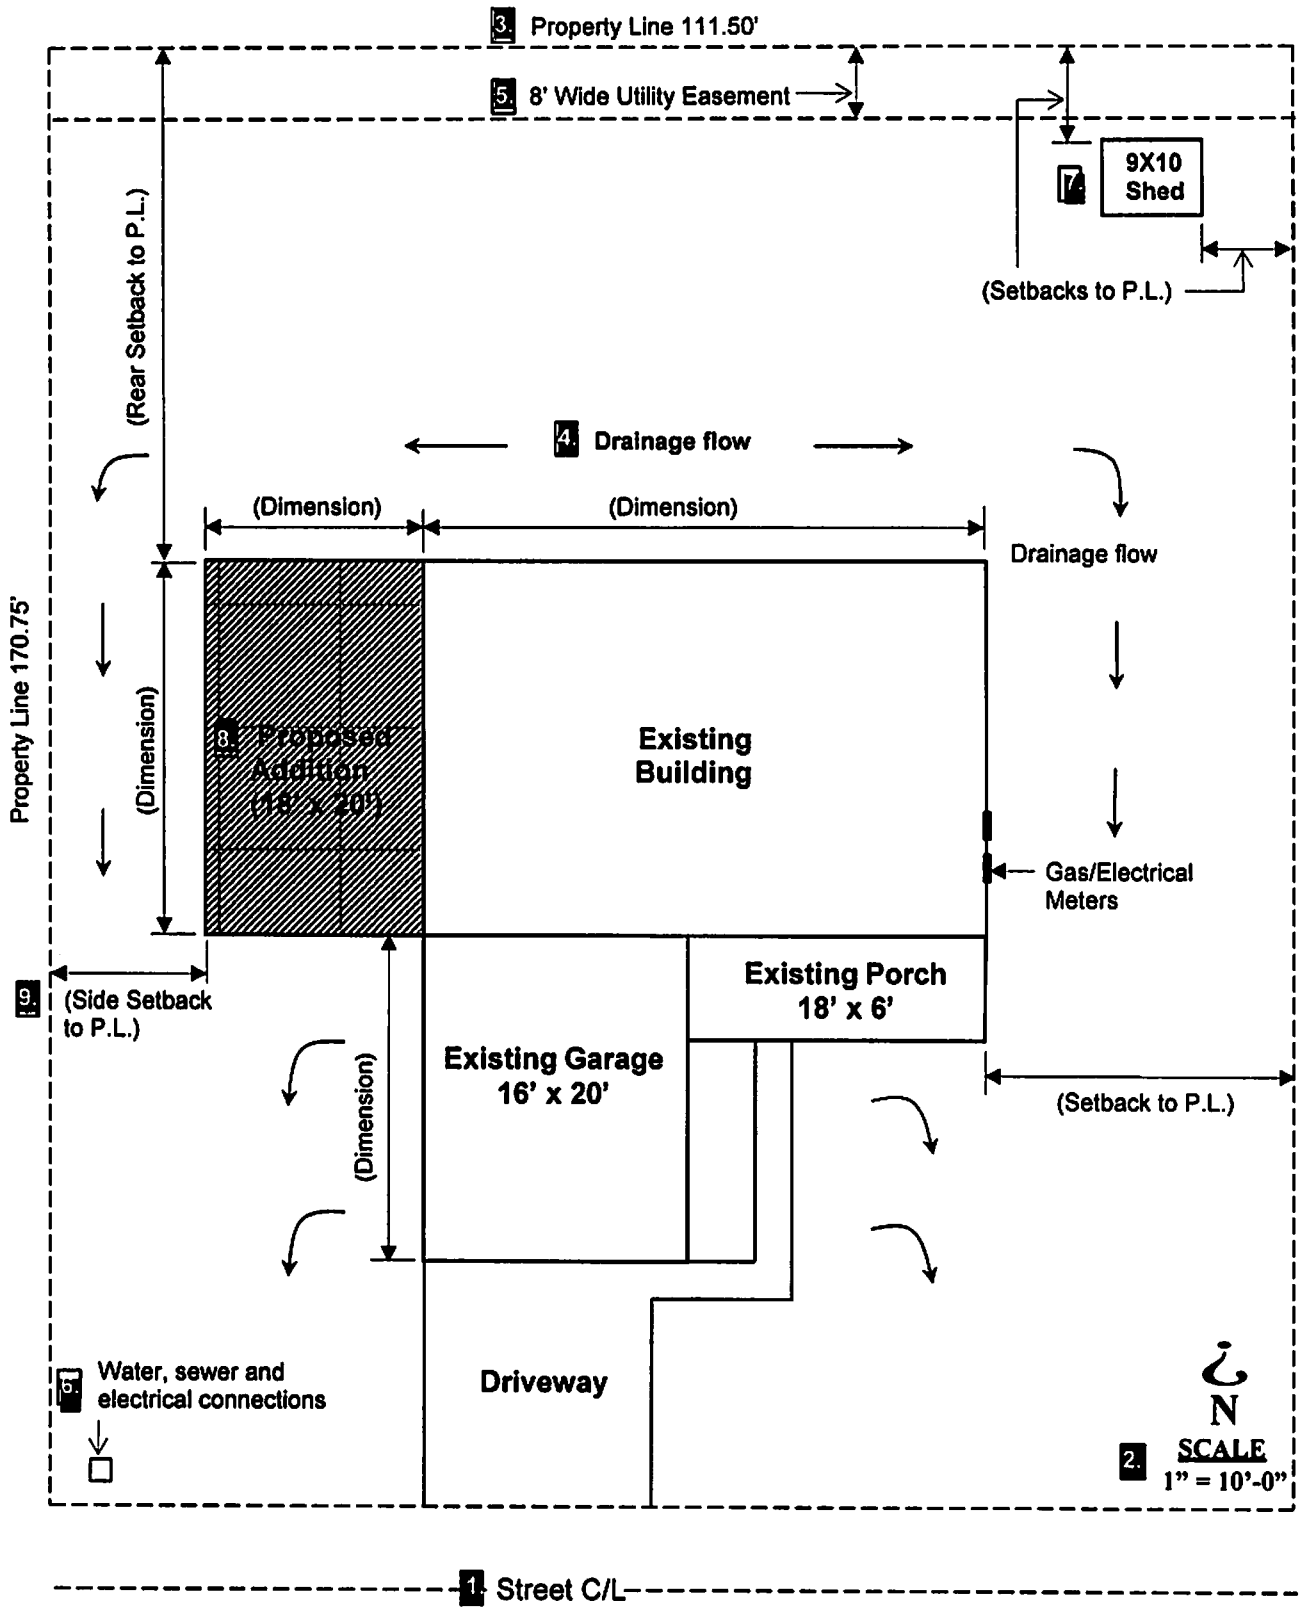 3. Property Line 111.50'
5. 8' Wide Utility Easement
9X10
Shed
7.
(Setbacks to P.L.)
(Rear Setback to P.L.)
4. Drainage flow
(Dimension)
(Dimension)
Drainage flow
Property Line 170.75'
(Dimension)
8. Proposed
Addition
(18' x 20')
Existing
Building
Gas/Electrical
Meters
9. (Side Setback
to P.L.)
Existing Porch
18' x 6'
Existing Garage
16' x 20'
(Dimension)
(Setback to P.L.)
6. Water, sewer and
electrical connections
Driveway
¿
N
2. SCALE
1" = 10'-0"
1. Street C/L